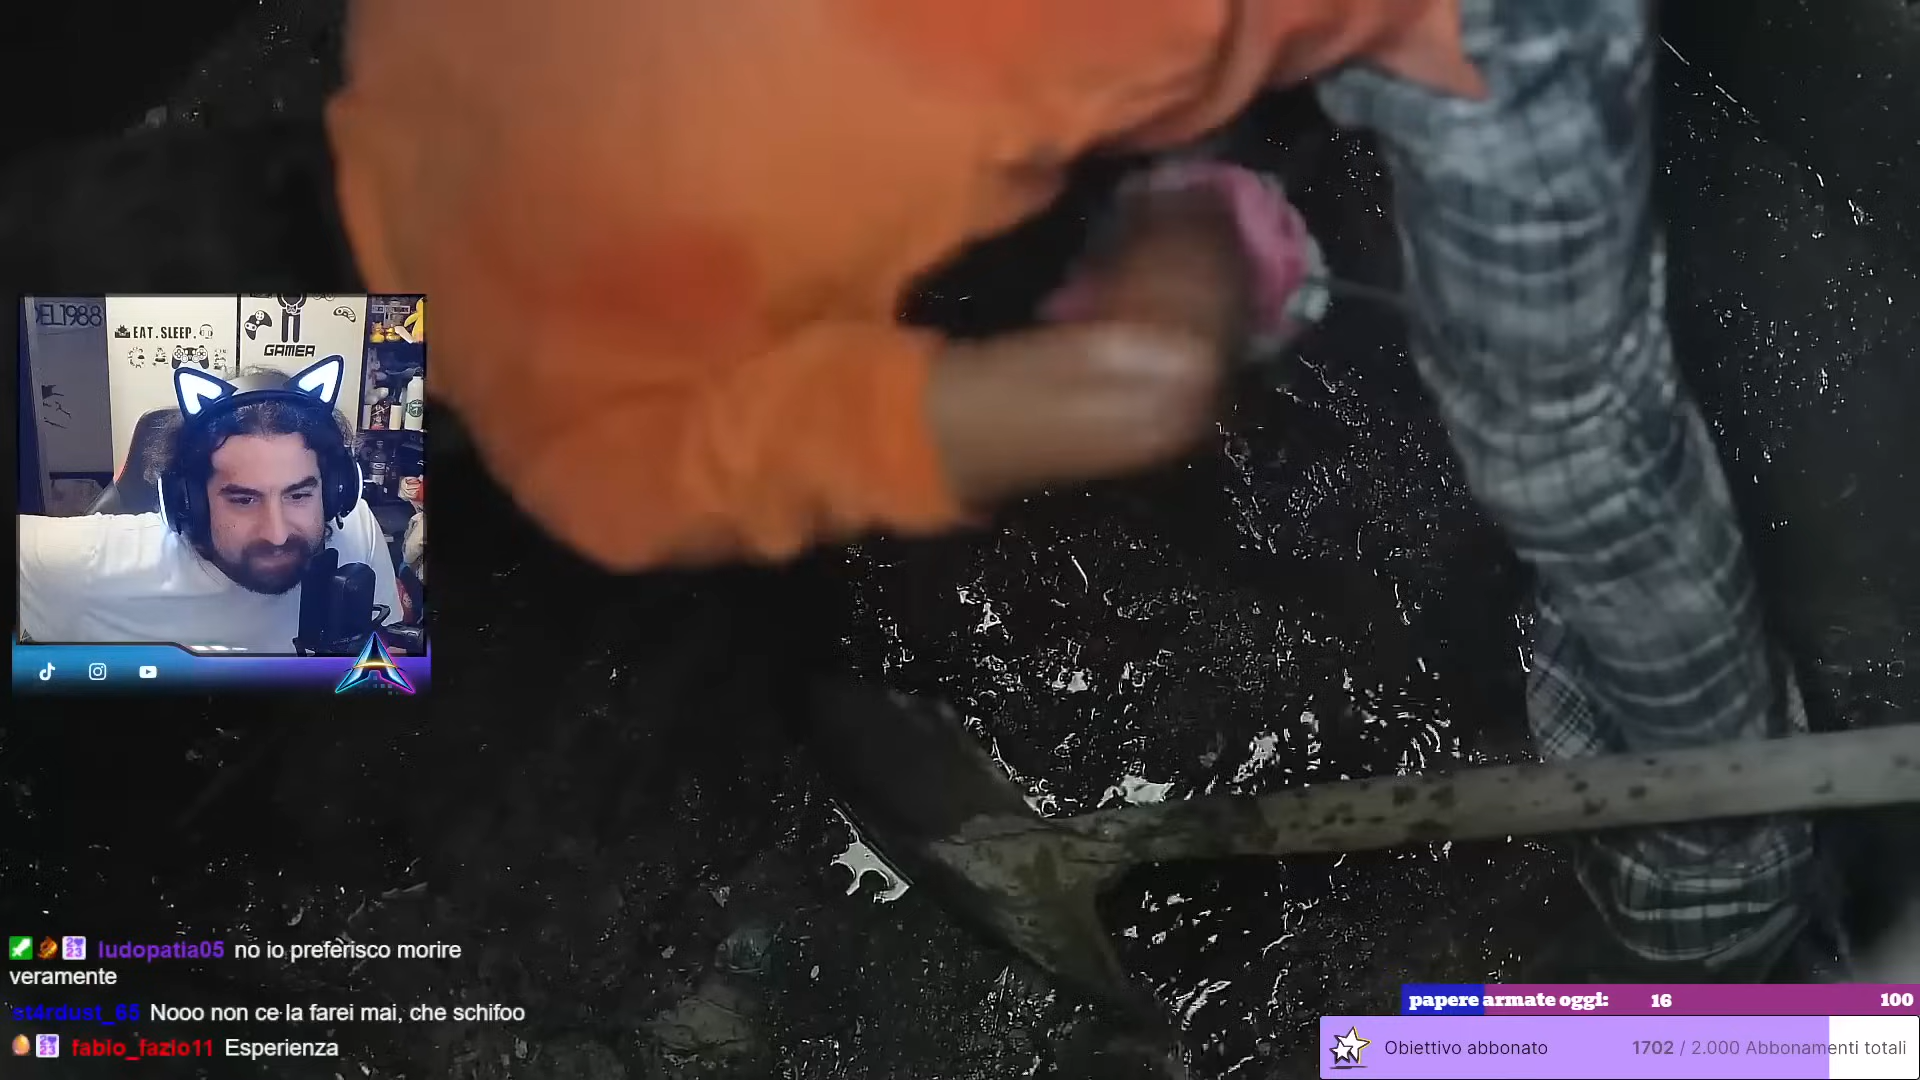 DEL1988
EAT.SLEEP.
GAMER
ludopatia05 no io preferisco morire
veramente
st4rdust_65 Nooo non ce la farei mai, che schifoo
fabio_fazio11 Esperienza
papere armate oggi: 16 100
Obiettivo abbonato 1702 / 2.000 Abbonamenti totali